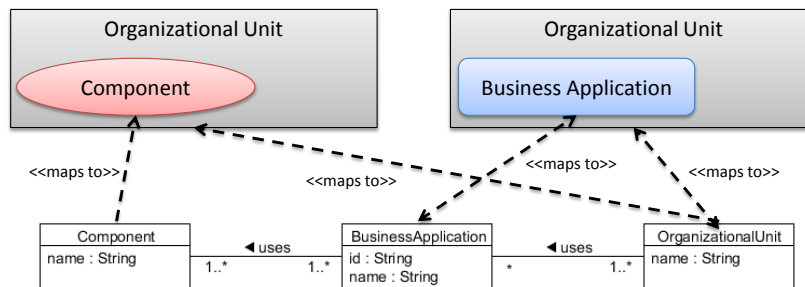 Organizational Unit
Organizational Unit
Component
Business Application
<<maps to>>
<<maps to>>
<<maps to>>
<<maps to>>
Component
name : String
◀ uses
1..*
1..*
BusinessApplication
id : String
name : String
◀ uses
*
1..*
OrganizationalUnit
name : String